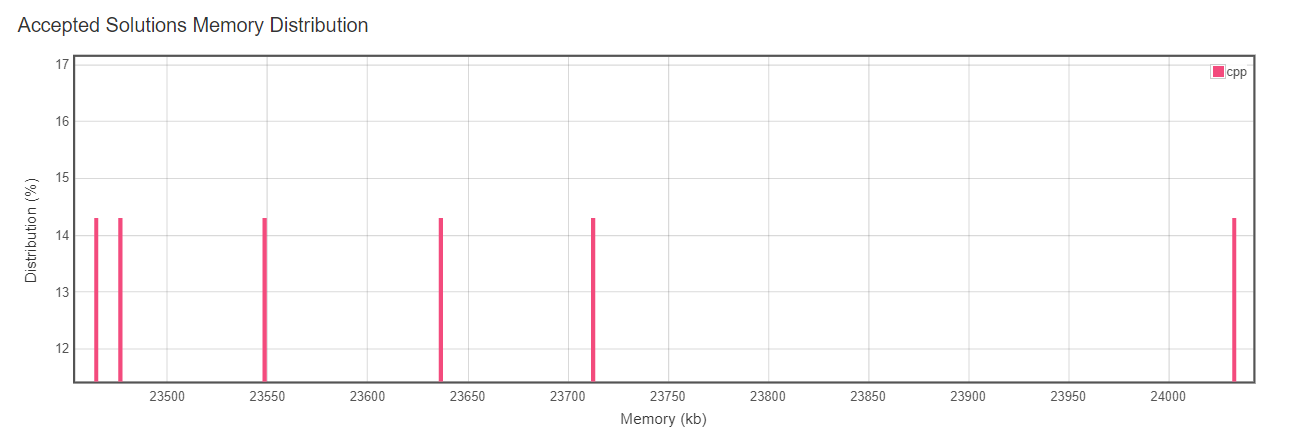 Accepted Solutions Memory Distribution
cpp
Distribution (%)
17
16
15
14
13
12
23500 23550 23600 23650 23700 23750 23800 23850 23900 23950 24000
Memory (kb)